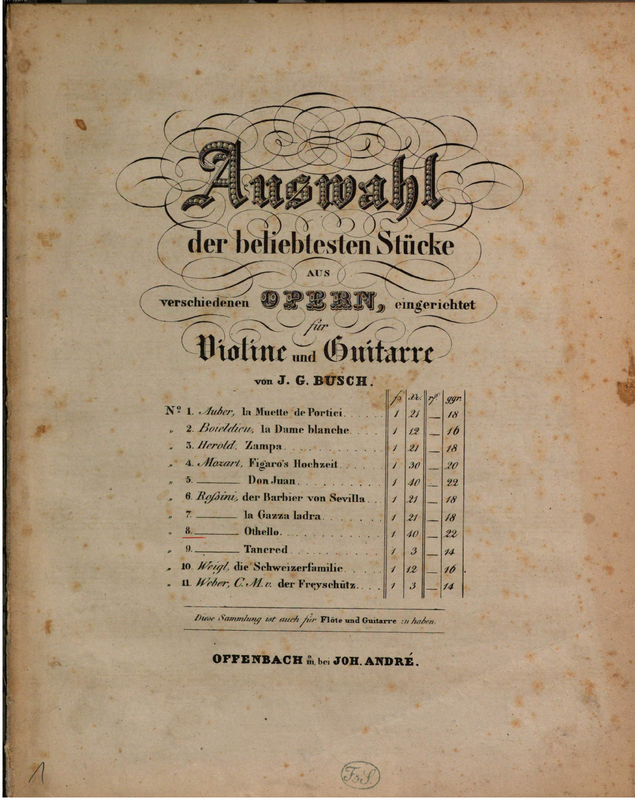 Auswahl
der beliebtesten Stücke
AUS
verschiedenen OPERN, eingerichtet
für
Violine und Guitarre
von J. G. BUSCH.
fl. Xr. rf. ggr.
Nº 1. Auber, la Muette de Portici. . . . . 1 21 — 18
„ 2. Boieldieu, la Dame blanche. . . . 1 12 — 16
„ 3. Herold, Zampa. . . . . . . . . . 1 21 — 18
„ 4. Mozart, Figaro's Hochzeit. . . . . 1 30 — 20
„ 5. ——— Don Juan. . . . . . . . . 1 40 — 22
„ 6. Roſsini, der Barbier von Sevilla. . 1 21 — 18
„ 7. ——— la Gazza ladra. . . . . . . 1 21 — 18
„ 8. ——— Othello. . . . . . . . . . 1 40 — 22
„ 9. ——— Tancred . . . . . . . . . 1 3 — 14
„ 10. Weigl, die Schweizerfamilie. . . . 1 12 — 16
„ 11. Weber, C. M. v. der Freyschütz. . . . 1 3 — 14
Diese Sammlung ist auch für Flöte und Guitarre zu haben.
OFFENBACH a/m. bei JOH. ANDRÉ.
1